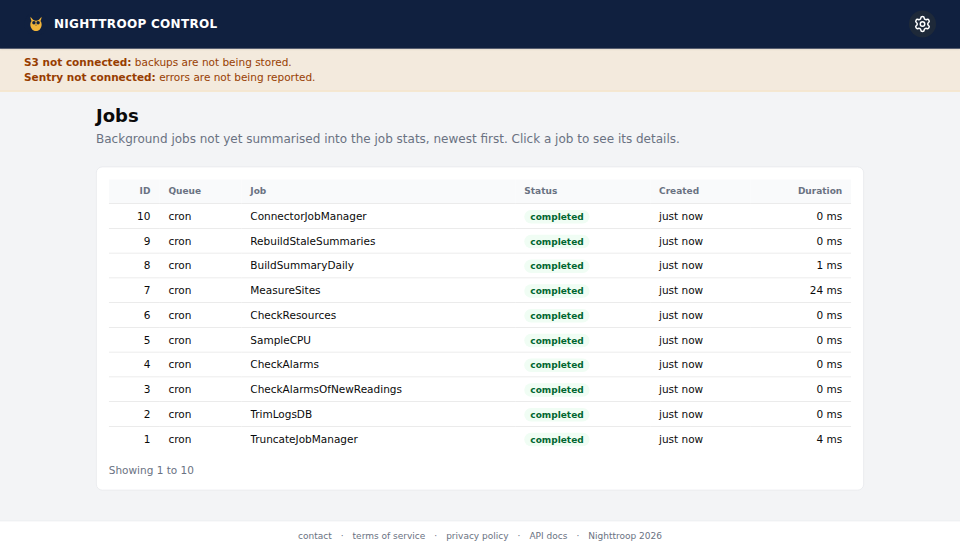 NIGHTTROOP CONTROL
S3 not connected: backups are not being stored.
Sentry not connected: errors are not being reported.
Jobs
Background jobs not yet summarised into the job stats, newest first. Click a job to see its details.
ID Queue Job Status Created Duration
10 cron ConnectorJobManager completed just now 0 ms
9 cron RebuildStaleSummaries completed just now 0 ms
8 cron BuildSummaryDaily completed just now 1 ms
7 cron MeasureSites completed just now 24 ms
6 cron CheckResources completed just now 0 ms
5 cron SampleCPU completed just now 0 ms
4 cron CheckAlarms completed just now 0 ms
3 cron CheckAlarmsOfNewReadings completed just now 0 ms
2 cron TrimLogsDB completed just now 0 ms
1 cron TruncateJobManager completed just now 4 ms
Showing 1 to 10
contact · terms of service · privacy policy · API docs · Nighttroop 2026